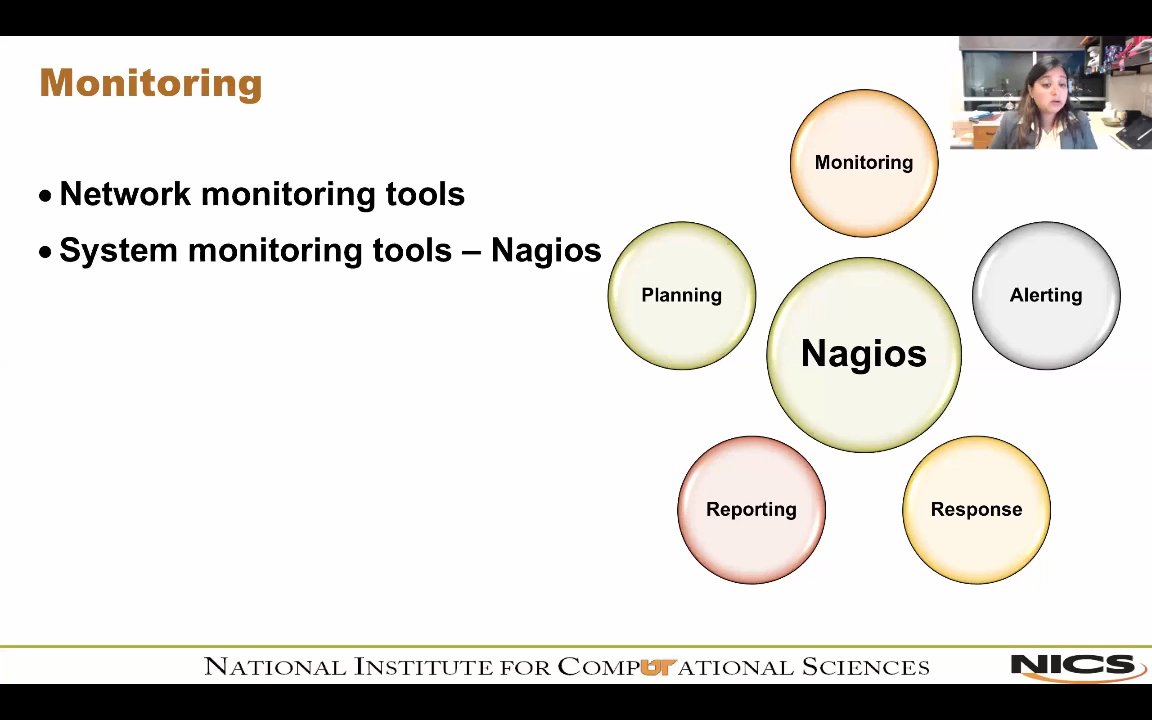 Monitoring
• Network monitoring tools
• System monitoring tools – Nagios
Monitoring
Planning
Alerting
Nagios
Reporting
Response
NATIONAL INSTITUTE FOR COMPUTATIONAL SCIENCES
NICS